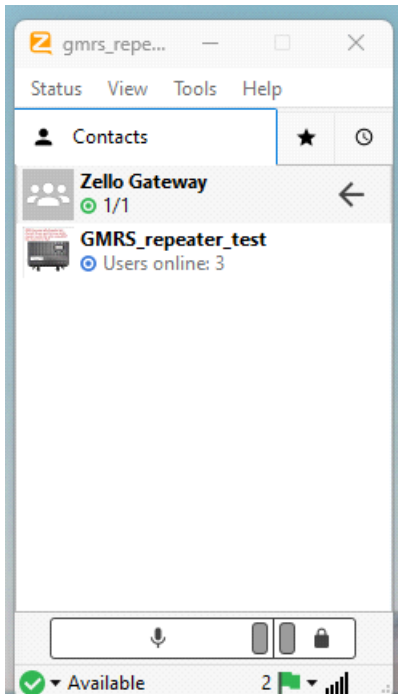 gmrs_repe...
Status View Tools Help
Contacts
Zello Gateway
1/1
GMRS_repeater_test
Users online: 3
Available 2